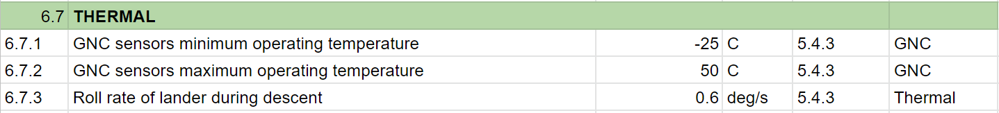 6.7 THERMAL
6.7.1 GNC sensors minimum operating temperature -25 C 5.4.3 GNC
6.7.2 GNC sensors maximum operating temperature 50 C 5.4.3 GNC
6.7.3 Roll rate of lander during descent 0.6 deg/s 5.4.3 Thermal